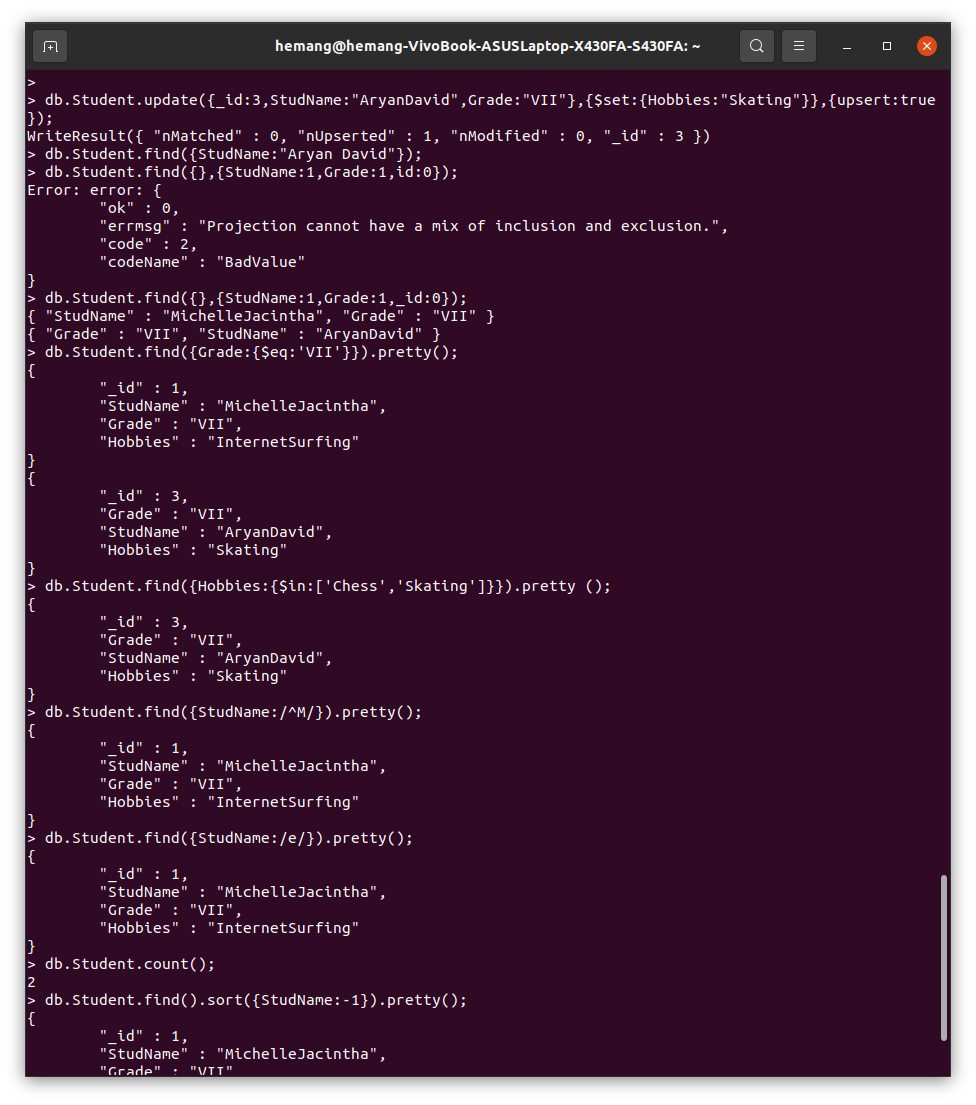 hemang@hemang-VivoBook-ASUSLaptop-X430FA-S430FA: ~
>
> db.Student.update({_id:3,StudName:"AryanDavid",Grade:"VII"},{$set:{Hobbies:"Skating"}},{upsert:true
});
WriteResult({ "nMatched" : 0, "nUpserted" : 1, "nModified" : 0, "_id" : 3 })
> db.Student.find({StudName:"Aryan David"});
> db.Student.find({},{StudName:1,Grade:1,id:0});
Error: error: {
        "ok" : 0,
        "errmsg" : "Projection cannot have a mix of inclusion and exclusion.",
        "code" : 2,
        "codeName" : "BadValue"
}
> db.Student.find({},{StudName:1,Grade:1,_id:0});
{ "StudName" : "MichelleJacintha", "Grade" : "VII" }
{ "Grade" : "VII", "StudName" : "AryanDavid" }
> db.Student.find({Grade:{$eq:'VII'}}).pretty();
{
        "_id" : 1,
        "StudName" : "MichelleJacintha",
        "Grade" : "VII",
        "Hobbies" : "InternetSurfing"
}
{
        "_id" : 3,
        "Grade" : "VII",
        "StudName" : "AryanDavid",
        "Hobbies" : "Skating"
}
> db.Student.find({Hobbies:{$in:['Chess','Skating']}}).pretty ();
{
        "_id" : 3,
        "Grade" : "VII",
        "StudName" : "AryanDavid",
        "Hobbies" : "Skating"
}
> db.Student.find({StudName:/^M/}).pretty();
{
        "_id" : 1,
        "StudName" : "MichelleJacintha",
        "Grade" : "VII",
        "Hobbies" : "InternetSurfing"
}
> db.Student.find({StudName:/e/}).pretty();
{
        "_id" : 1,
        "StudName" : "MichelleJacintha",
        "Grade" : "VII",
        "Hobbies" : "InternetSurfing"
}
> db.Student.count();
2
> db.Student.find().sort({StudName:-1}).pretty();
{
        "_id" : 1,
        "StudName" : "MichelleJacintha",
        "Grade" : "VII"